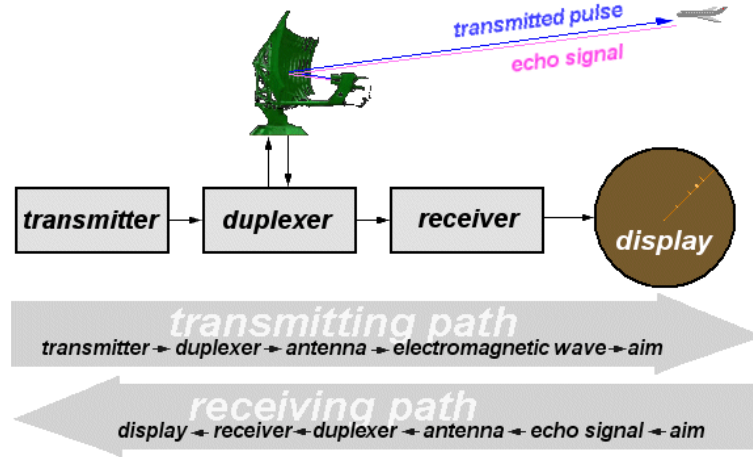 transmitted pulse
echo signal
transmitter
duplexer
receiver
display
transmitting path
transmitter → duplexer → antenna → electromagnetic wave → aim
receiving path
display ← receiver ← duplexer ← antenna ← echo signal ← aim